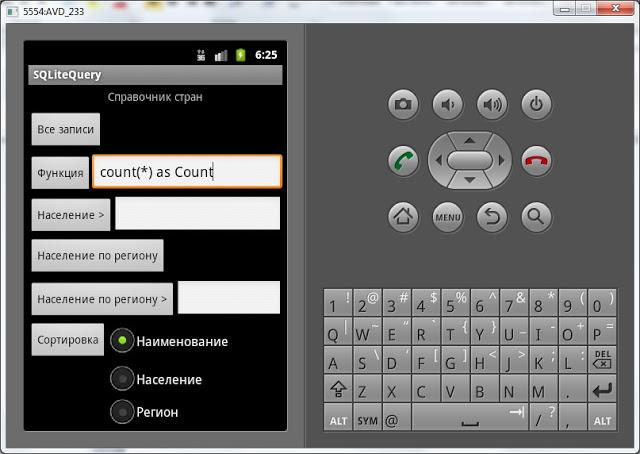 5554:AVD_233
3G 6:25
SQLiteQuery
Справочник стран
Все записи
Функция count(*) as Count
Население >
Население по региону
Население по региону >
Сортировка Наименование
Население
Регион
MENU
1 ! 2 @ 3 # 4 $ 5 % 6 ^ 7 & 8 * 9 ( 0 )
Q | W ~ E " R ` T { Y } U _ I - O + P =
A S \ D ' F [ G ] H < J > K ; L : DEL
Z X C V B N M .
ALT SYM @ / ? , ALT